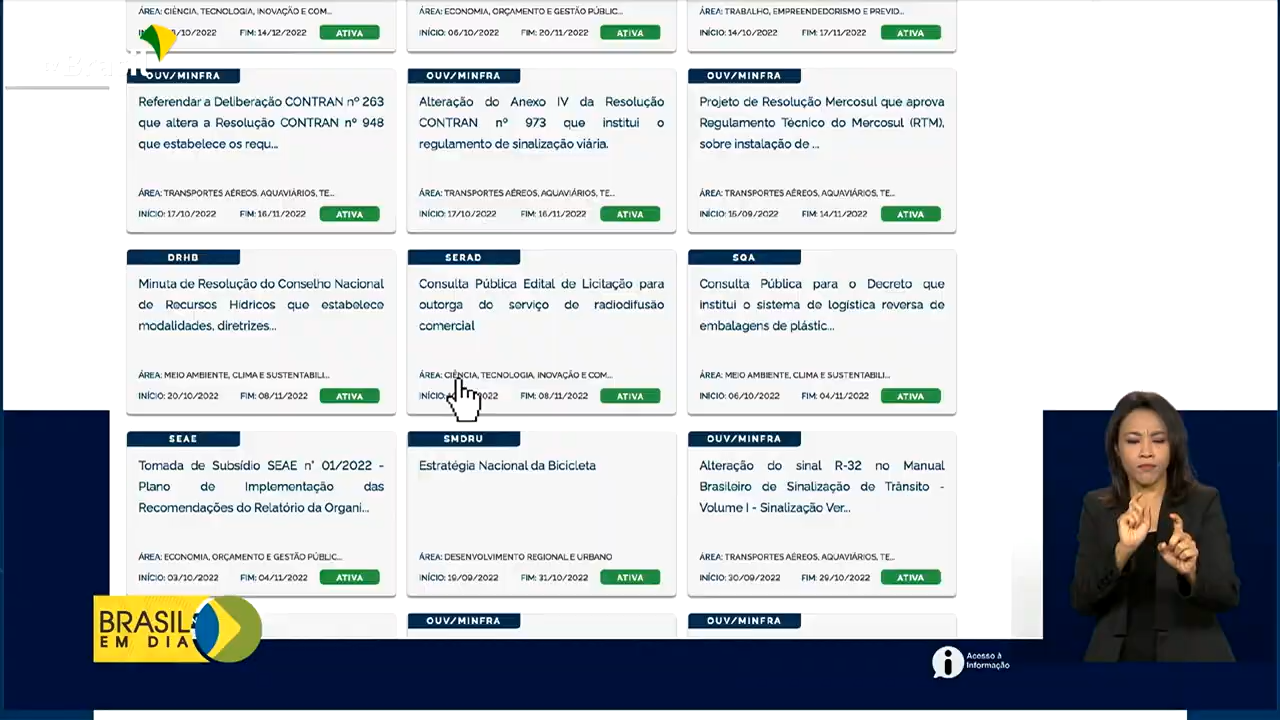 ÁREA: CIÊNCIA, TECNOLOGIA, INOVAÇÃO E COM...
/10/2022 FIM: 14/12/2022 ATIVA
ÁREA: ECONOMIA, ORÇAMENTO E GESTÃO PÚBLIC...
INÍCIO: 06/10/2022 FIM: 20/11/2022 ATIVA
ÁREA: TRABALHO, EMPREENDEDORISMO E PREVID...
INÍCIO: 14/10/2022 FIM: 17/11/2022 ATIVA
Brasil
OUV/MINFRA
Referendar a Deliberação CONTRAN nº 263
que altera a Resolução CONTRAN nº 948
que estabelece os requ...
ÁREA: TRANSPORTES AÉREOS, AQUAVIÁRIOS, TE...
INÍCIO: 17/10/2022 FIM: 16/11/2022 ATIVA
OUV/MINFRA
Alteração do Anexo IV da Resolução
CONTRAN nº 973 que institui o
regulamento de sinalização viária.
ÁREA: TRANSPORTES AÉREOS, AQUAVIÁRIOS, TE...
INÍCIO: 17/10/2022 FIM: 16/11/2022 ATIVA
OUV/MINFRA
Projeto de Resolução Mercosul que aprova
Regulamento Técnico do Mercosul (RTM),
sobre instalação de ...
ÁREA: TRANSPORTES AÉREOS, AQUAVIÁRIOS, TE...
INÍCIO: 15/09/2022 FIM: 14/11/2022 ATIVA
DRHB
Minuta de Resolução do Conselho Nacional
de Recursos Hídricos que estabelece
modalidades, diretrizes...
ÁREA: MEIO AMBIENTE, CLIMA E SUSTENTABILI...
INÍCIO: 20/10/2022 FIM: 08/11/2022 ATIVA
SERAD
Consulta Pública Edital de Licitação para
outorga do serviço de radiodifusão
comercial
ÁREA: CIÊNCIA, TECNOLOGIA, INOVAÇÃO E COM...
INÍCIO: 2022 FIM: 08/11/2022 ATIVA
SQA
Consulta Pública para o Decreto que
institui o sistema de logística reversa de
embalagens de plástic...
ÁREA: MEIO AMBIENTE, CLIMA E SUSTENTABILI...
INÍCIO: 06/10/2022 FIM: 04/11/2022 ATIVA
SEAE
Tomada de Subsídio SEAE n° 01/2022 -
Plano de Implementação das
Recomendações do Relatório da Organi...
ÁREA: ECONOMIA, ORÇAMENTO E GESTÃO PÚBLIC...
INÍCIO: 03/10/2022 FIM: 04/11/2022 ATIVA
SMDRU
Estratégia Nacional da Bicicleta
ÁREA: DESENVOLVIMENTO REGIONAL E URBANO
INÍCIO: 19/09/2022 FIM: 31/10/2022 ATIVA
OUV/MINFRA
Alteração do sinal R-32 no Manual
Brasileiro de Sinalização de Trânsito -
Volume I - Sinalização Ver...
ÁREA: TRANSPORTES AÉREOS, AQUAVIÁRIOS, TE...
INÍCIO: 30/09/2022 FIM: 29/10/2022 ATIVA
OUV/MINFRA
OUV/MINFRA
BRASIL
EM DIA
Acesso à
Informação